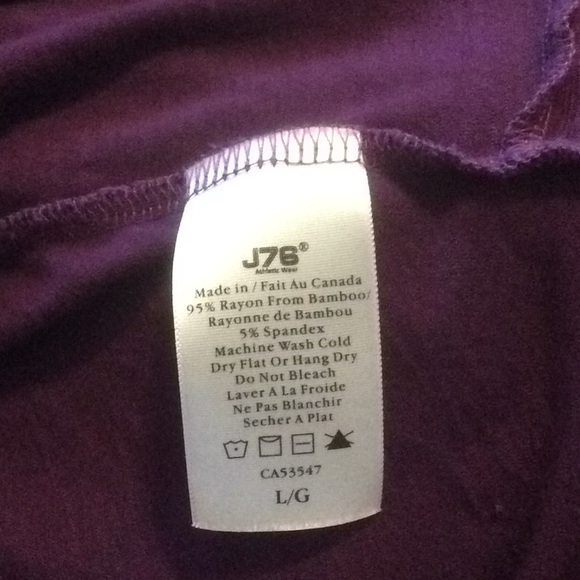 J76®
Athletic Wear
Made in / Fait Au Canada
95% Rayon From Bamboo/
Rayonne de Bambou
5% Spandex
Machine Wash Cold
Dry Flat Or Hang Dry
Do Not Bleach
Laver A La Froide
Ne Pas Blanchir
Secher A Plat
CA53547
L/G